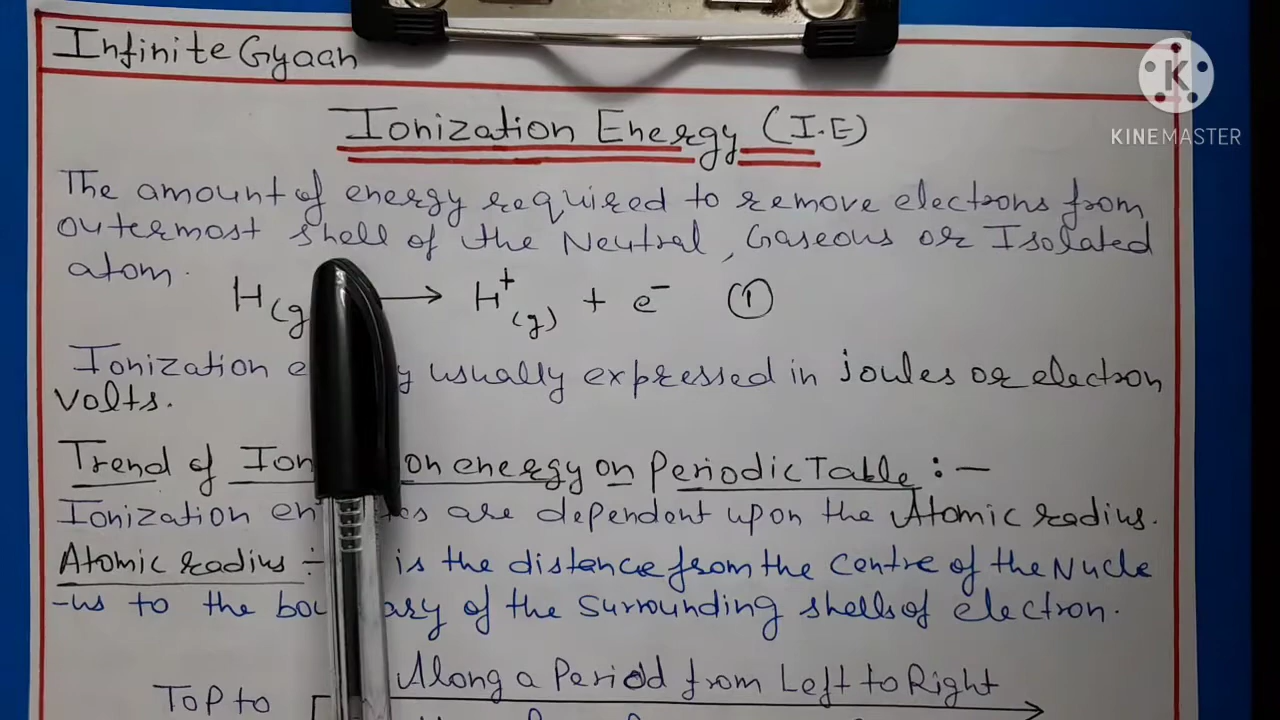 Infinite Gyaan
KINEMASTER
Ionization Energy (I.E)
The amount of energy required to remove electrons from
outermost shell of the Neutral, Gaseous or Isolated
atom.
H(g → H+(g) + e- ①
Ionization e y usually expressed in joules or electron
volts.
Trend of Ion on energy on Periodic Table :-
Ionization en es are dependent upon the Atomic radius.
Atomic radius :- is the distance from the centre of the Nucle
-us to the bou ary of the surrounding shells of electron.
Along a Period from Left to Right
Top to